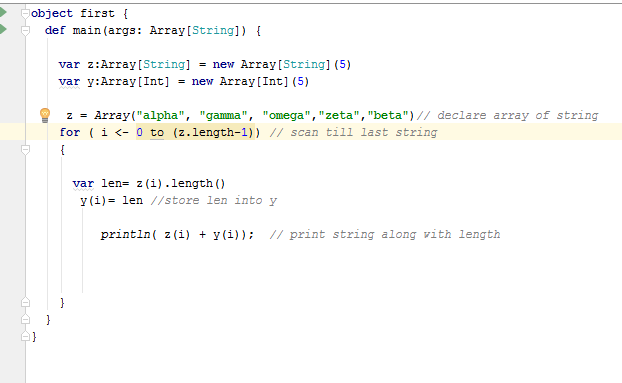 object first {
def main(args: Array[String]) {
var z:Array[String] = new Array[String](5)
var y:Array[Int] = new Array[Int](5)
z = Array("alpha", "gamma", "omega","zeta","beta")// declare array of string
for ( i <- 0 to (z.length-1)) // scan till last string
{
var len= z(i).length()
y(i)= len //store len into y
println( z(i) + y(i));  // print string along with length
}
}
}